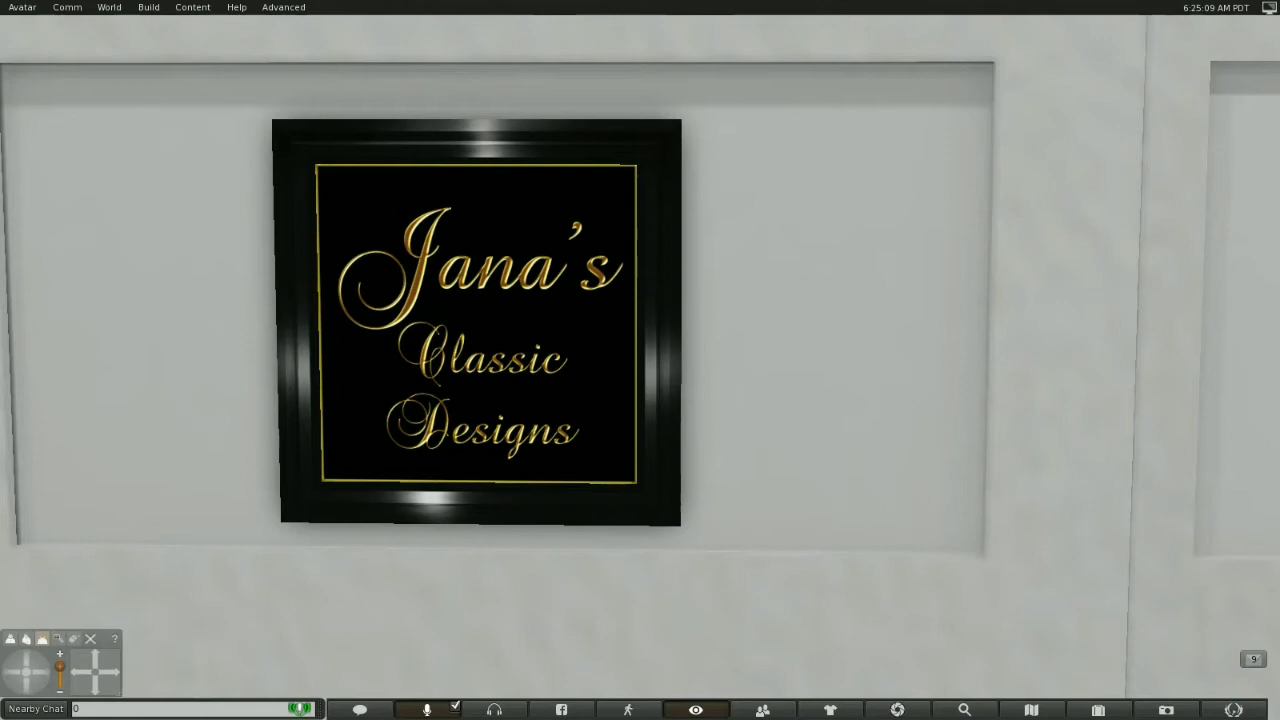 Avatar Comm World Build Content Help Advanced 6:25:09 AM PDT
Jana's
Classic
Designs
?
Nearby Chat 0
9